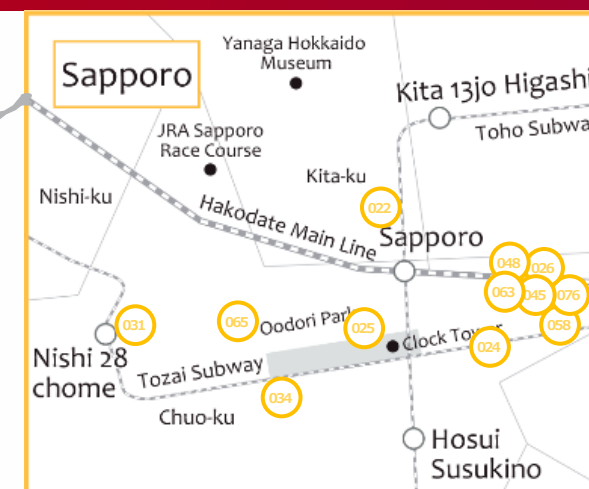 Yanaga Hokkaido
Museum
Sapporo
Kita 13jo Higashi
JRA Sapporo
Race Course
Toho Subwa
Kita-ku
Nishi-ku
022
Hakodate Main Line
Sapporo
048
026
063
045
076
031
065
Oodori Park
025
058
Clock Tower
024
Nishi 28
chome
Tozai Subway
034
Chuo-ku
Hosui
Susukino